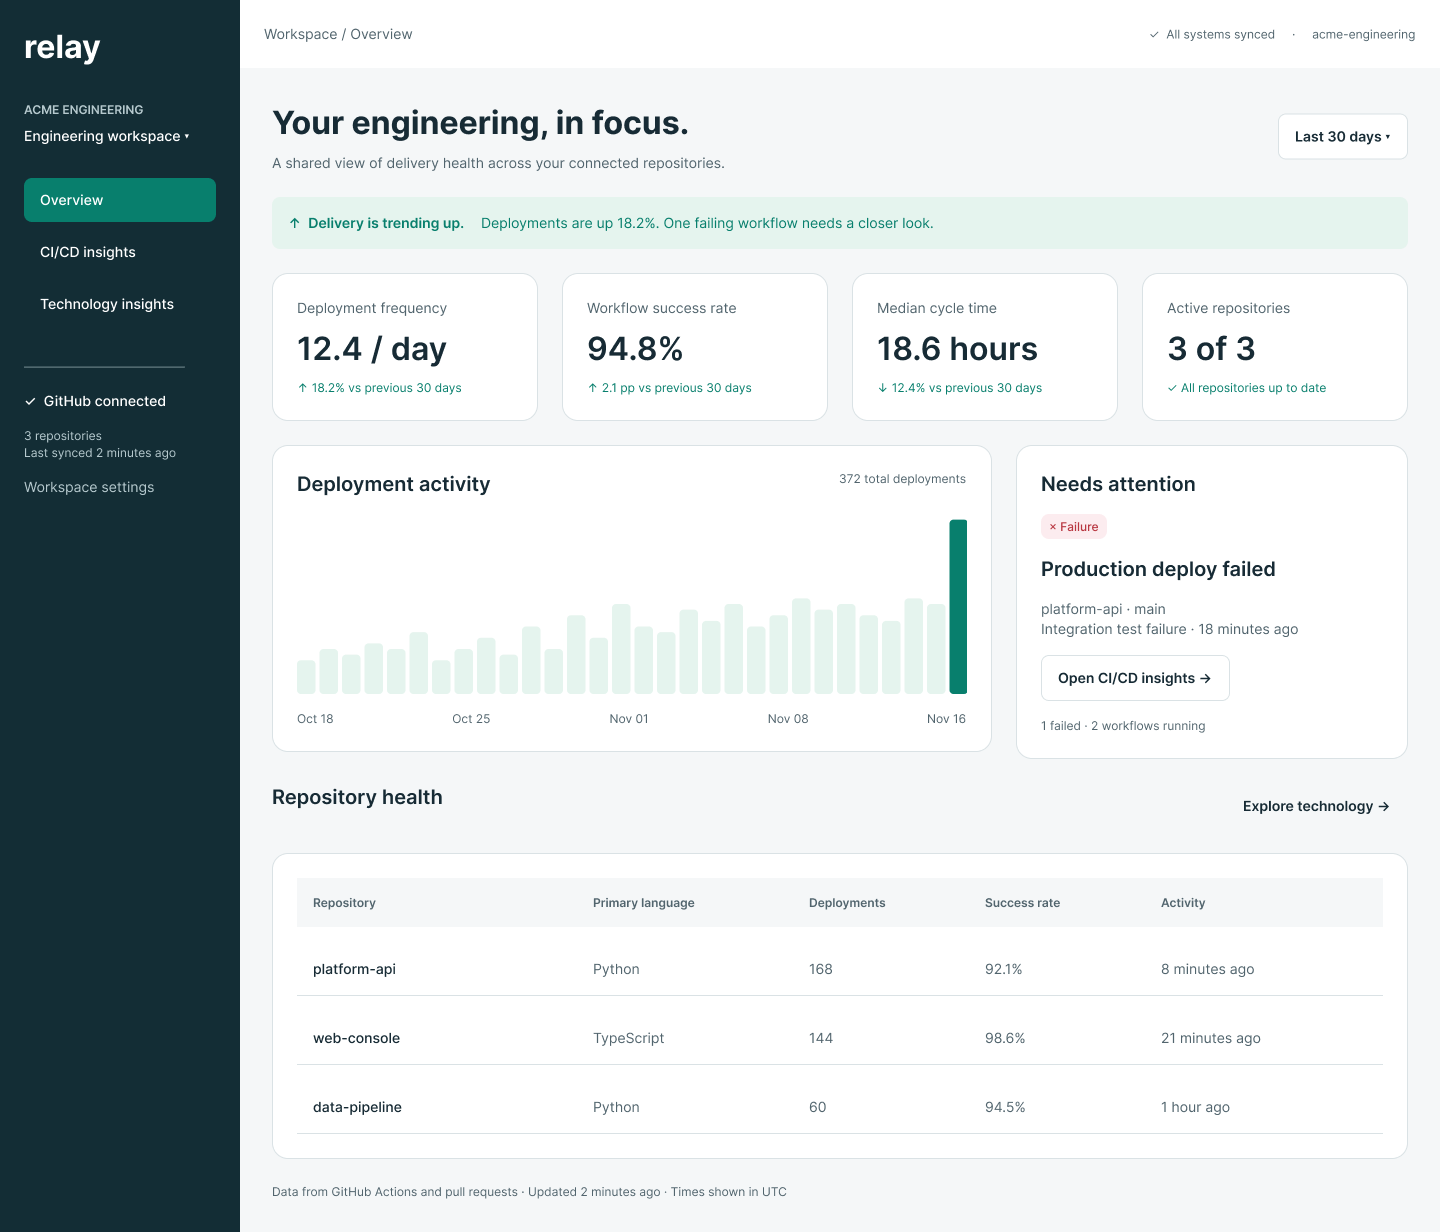 relay
ACME ENGINEERING
Engineering workspace ▾
Overview
CI/CD insights
Technology insights
✓ GitHub connected
3 repositories
Last synced 2 minutes ago
Workspace settings
Workspace / Overview
✓ All systems synced · acme-engineering
Your engineering, in focus.
A shared view of delivery health across your connected repositories.
Last 30 days ▾
↑ Delivery is trending up. Deployments are up 18.2%. One failing workflow needs a closer look.
Deployment frequency
12.4 / day
↑ 18.2% vs previous 30 days
Workflow success rate
94.8%
↑ 2.1 pp vs previous 30 days
Median cycle time
18.6 hours
↓ 12.4% vs previous 30 days
Active repositories
3 of 3
✓ All repositories up to date
Deployment activity
372 total deployments
Oct 18 Oct 25 Nov 01 Nov 08 Nov 16
Needs attention
× Failure
Production deploy failed
platform-api · main
Integration test failure · 18 minutes ago
Open CI/CD insights →
1 failed · 2 workflows running
Repository health
Explore technology →
Repository Primary language Deployments Success rate Activity
platform-api Python 168 92.1% 8 minutes ago
web-console TypeScript 144 98.6% 21 minutes ago
data-pipeline Python 60 94.5% 1 hour ago
Data from GitHub Actions and pull requests · Updated 2 minutes ago · Times shown in UTC